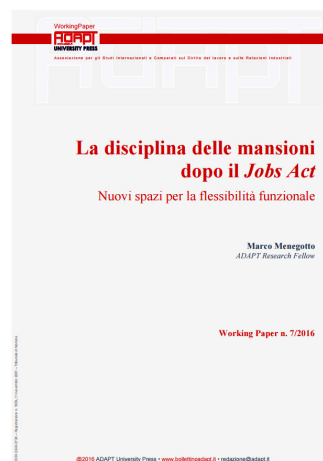 WorkingPaper
ADAPT
UNIVERSITY PRESS
Associazione per gli Studi Internazionali e Comparati sul Diritto del lavoro e sulle Relazioni industriali
La disciplina delle mansioni
dopo il Jobs Act
Nuovi spazi per la flessibilità funzionale
Marco Menegotto
ADAPT Research Fellow
Working Paper n. 7/2016
@2016 ADAPT University Press • www.bollettinoadapt.it • redazione@adapt.it